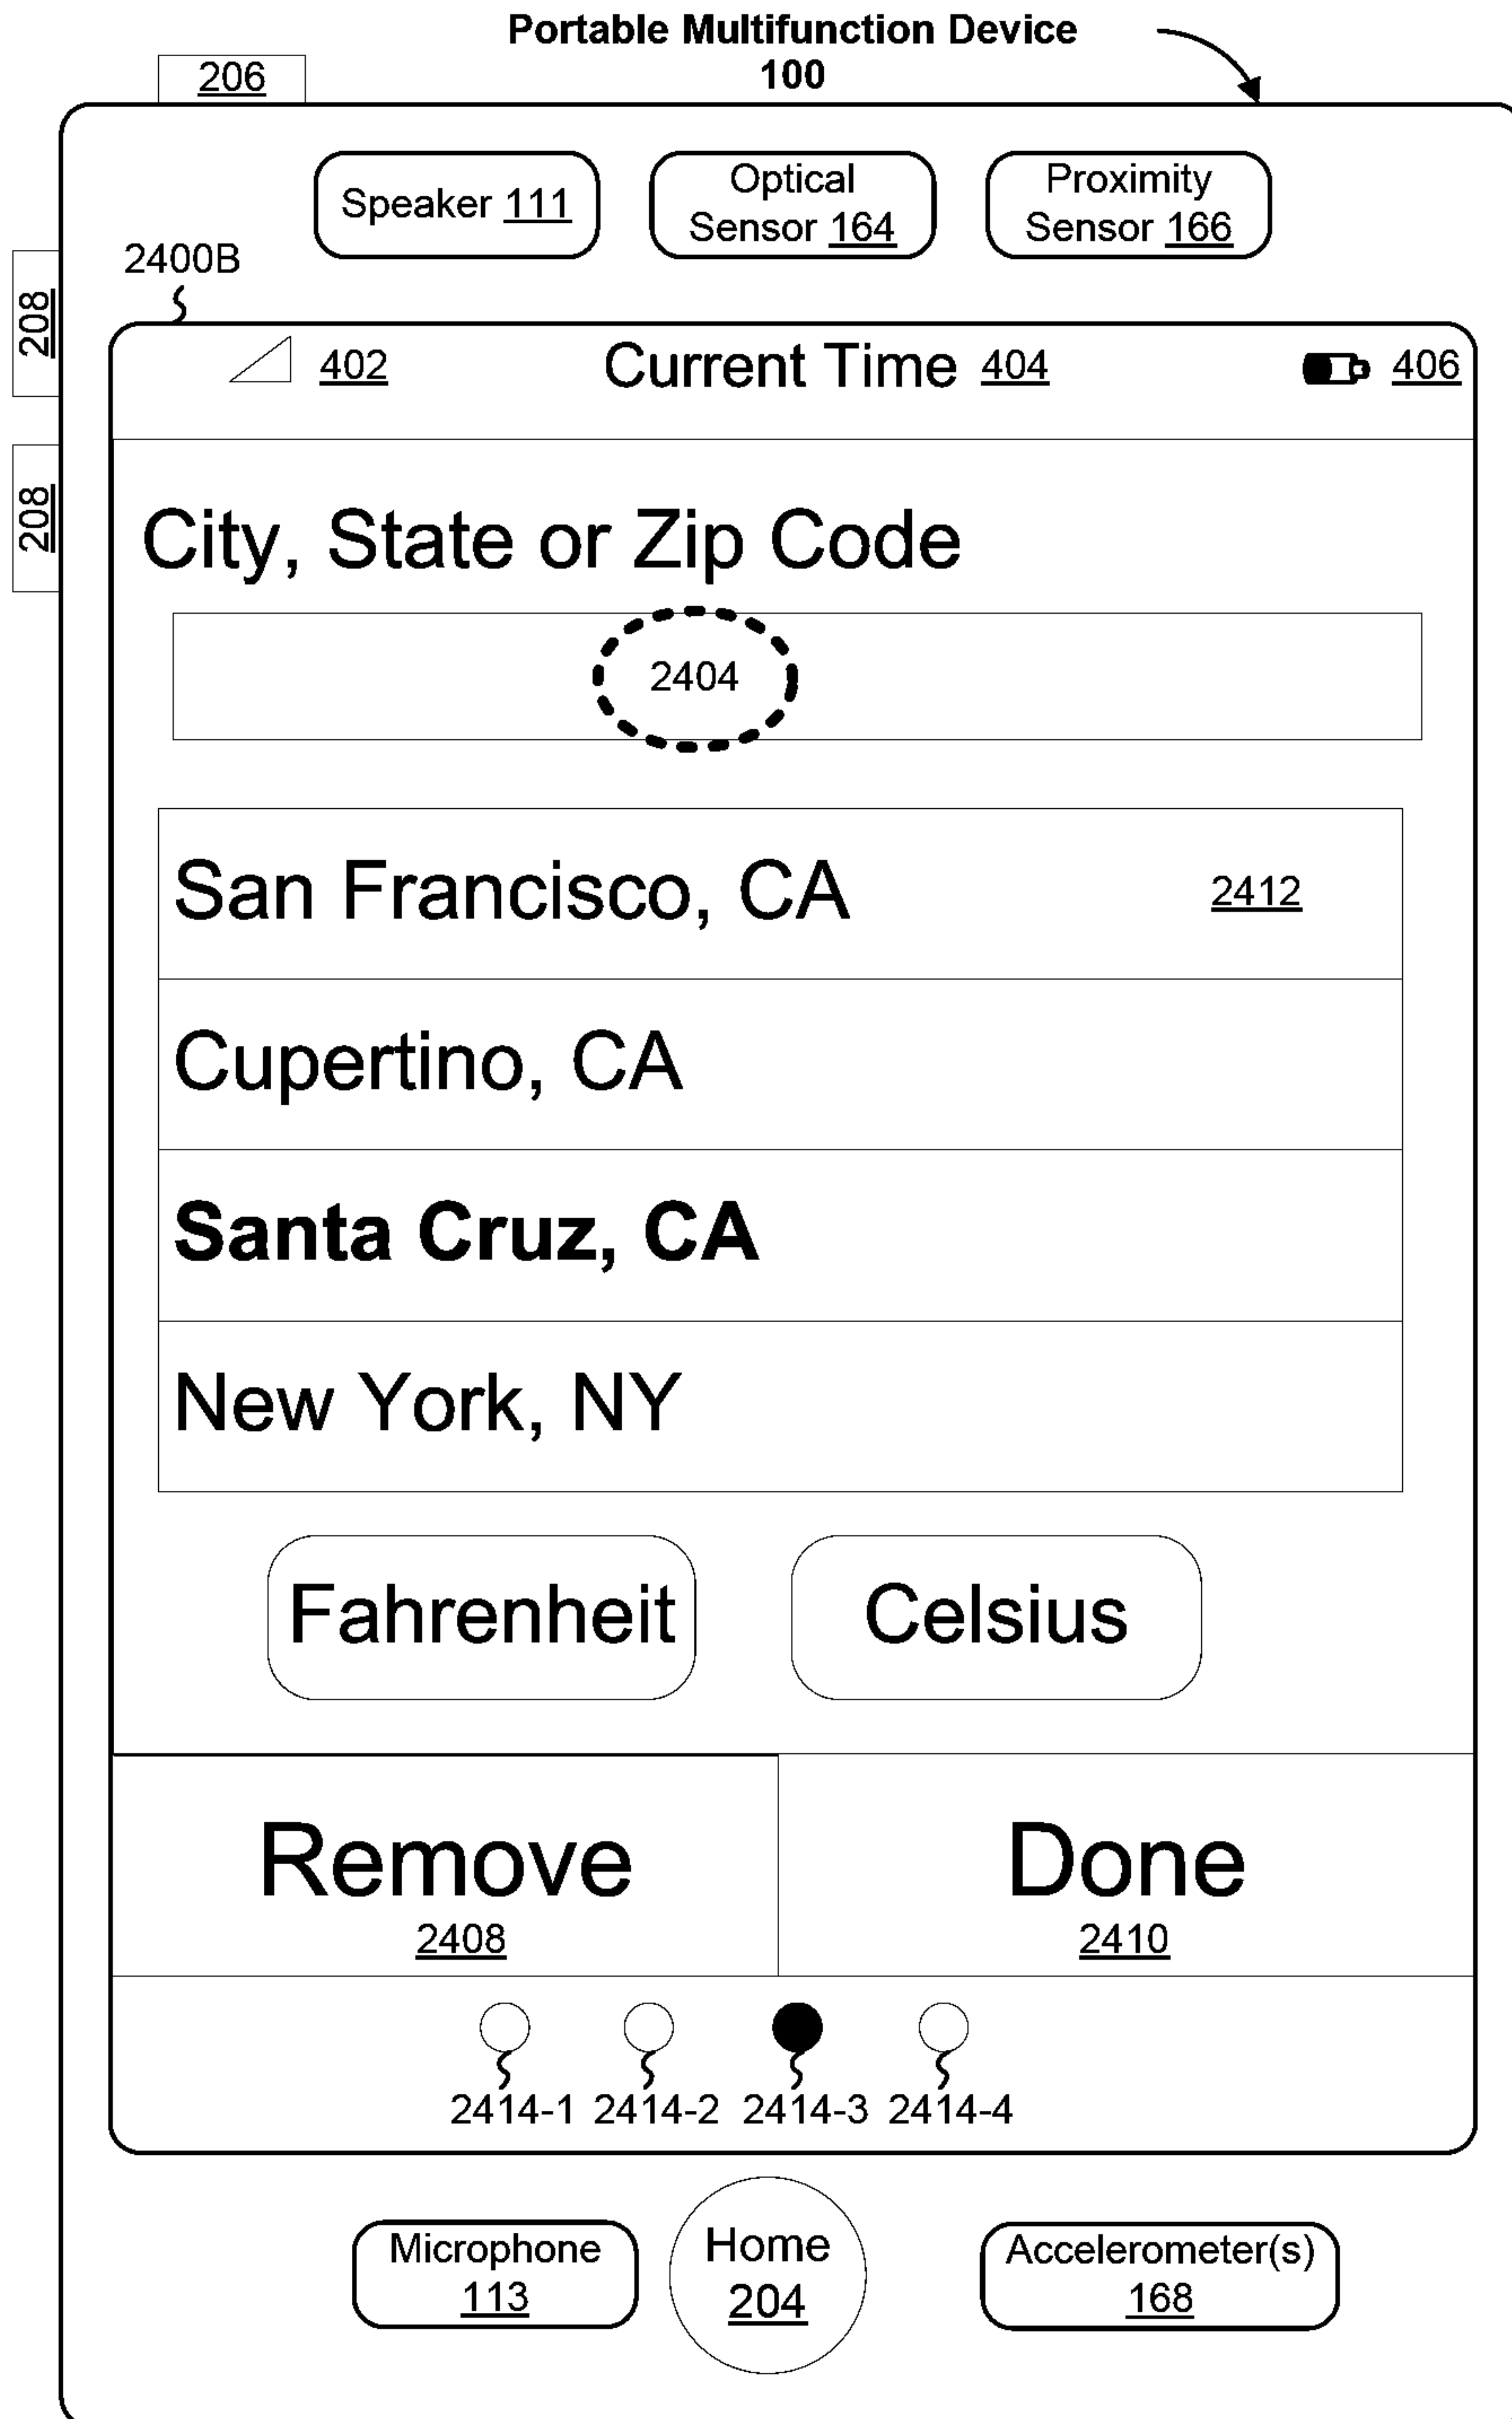 Portable Multifunction Device
100
206
Speaker 111
Optical
Sensor 164
Proximity
Sensor 166
2400B
208
208
402
Current Time 404
406
City, State or Zip Code
2404
San Francisco, CA
2412
Cupertino, CA
Santa Cruz, CA
New York, NY
Fahrenheit
Celsius
Remove
2408
Done
2410
2414-1 2414-2 2414-3 2414-4
Microphone
113
Home
204
Accelerometer(s)
168